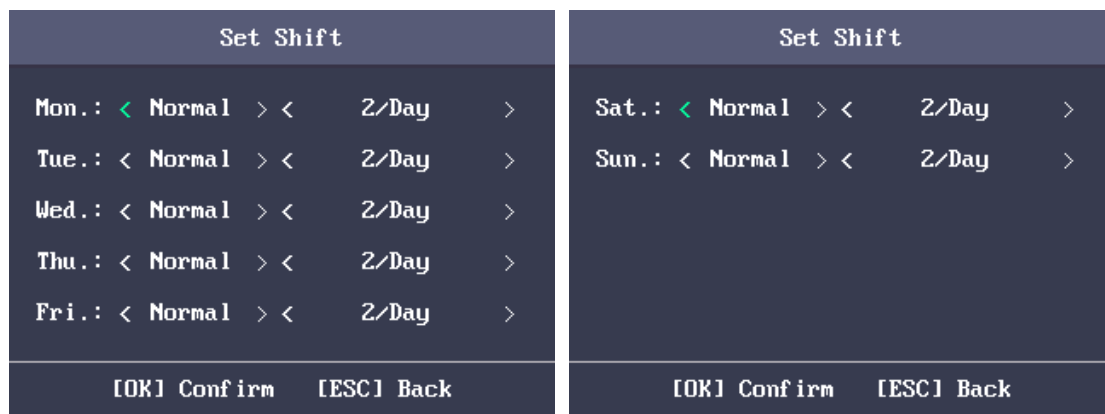 Set Shift
Mon.: < Normal > < 2/Day >
Tue.: < Normal > < 2/Day >
Wed.: < Normal > < 2/Day >
Thu.: < Normal > < 2/Day >
Fri.: < Normal > < 2/Day >
[OK] Confirm [ESC] Back
Set Shift
Sat.: < Normal > < 2/Day >
Sun.: < Normal > < 2/Day >
[OK] Confirm [ESC] Back